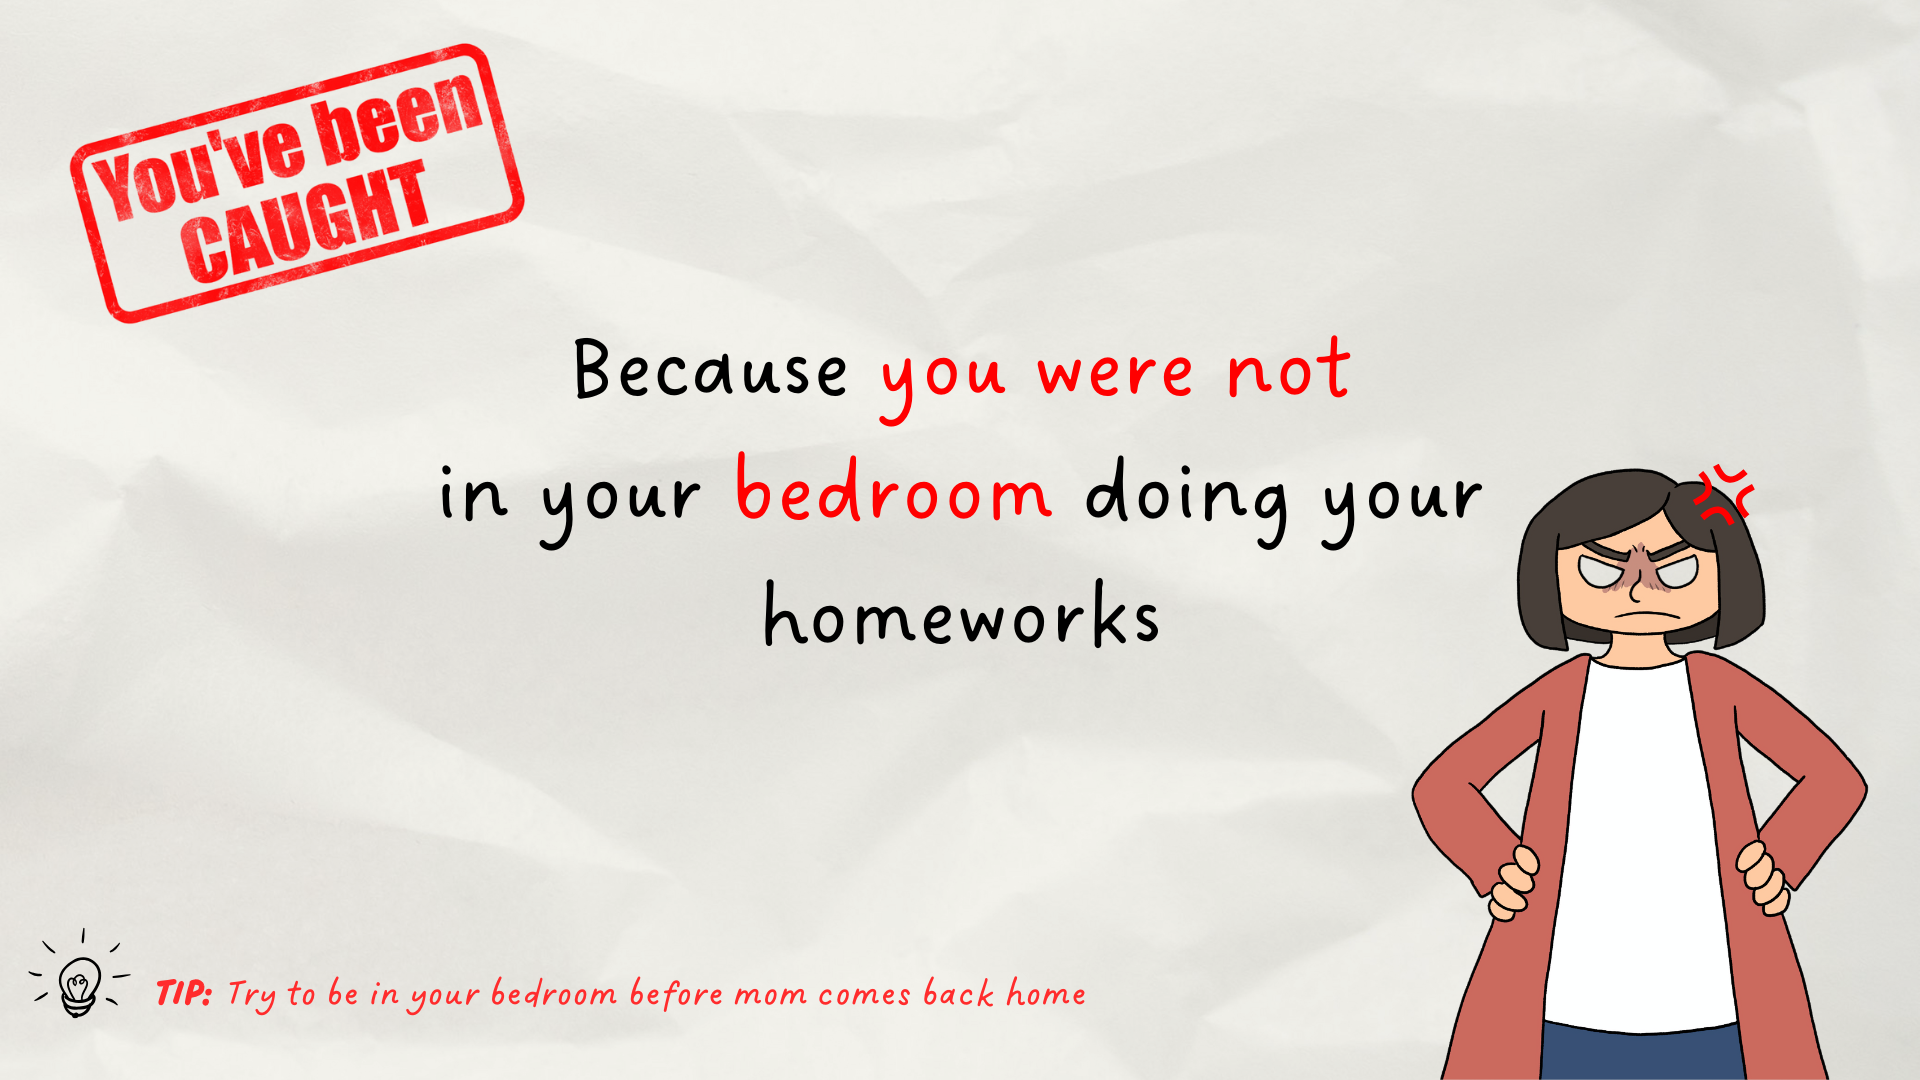 You've been
CAUGHT
Because you were not
in your bedroom doing your
homeworks
TIP: Try to be in your bedroom before mom comes back home